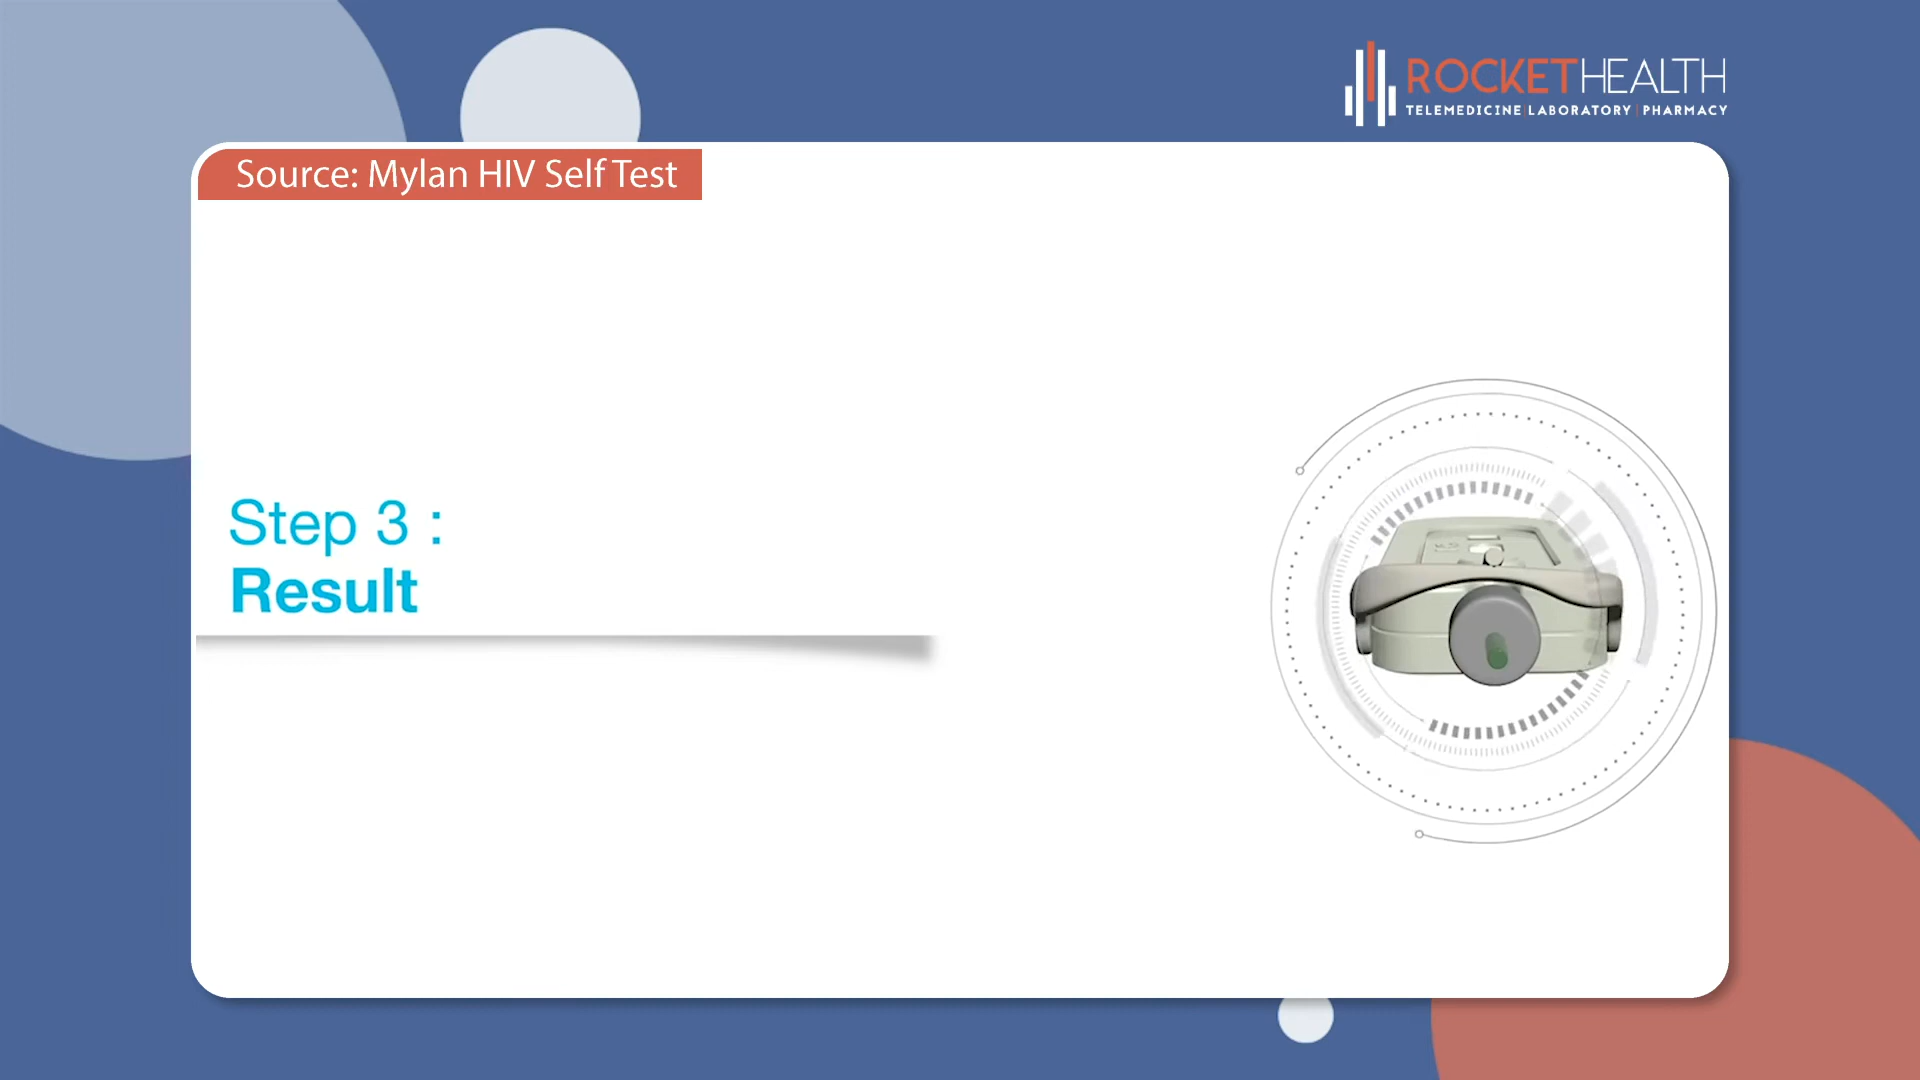 ROCKETHEALTH
TELEMEDICINE|LABORATORY|PHARMACY
Source: Mylan HIV Self Test
Step 3 :
Result